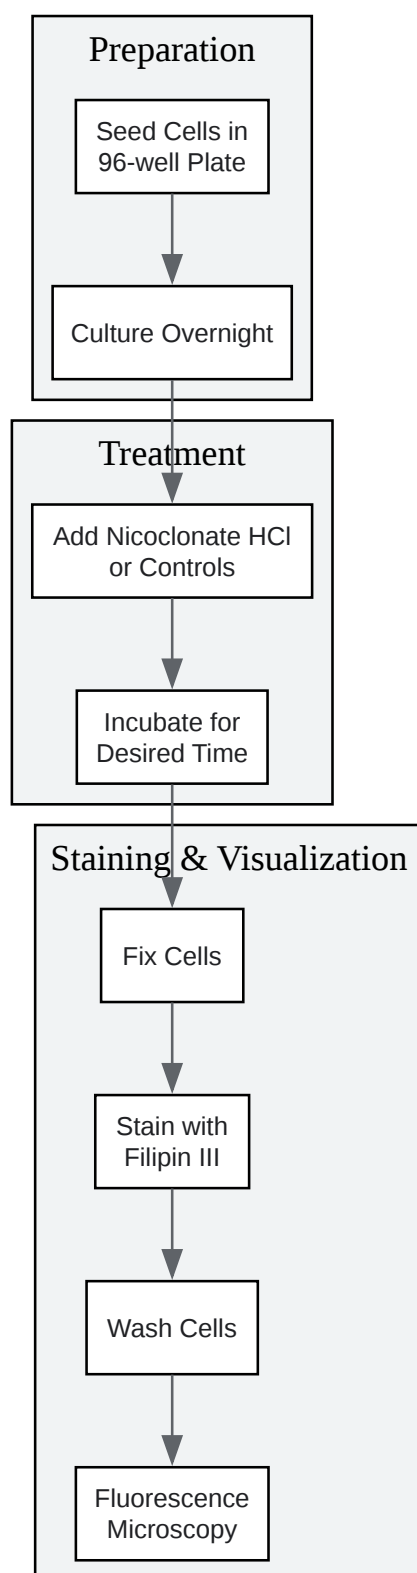 Preparation
Seed Cells in
96-well Plate
Culture Overnight
Treatment
Add Nicoclonate HCl
or Controls
Incubate for
Desired Time
Staining & Visualization
Fix Cells
Stain with
Filipin III
Wash Cells
Fluorescence
Microscopy